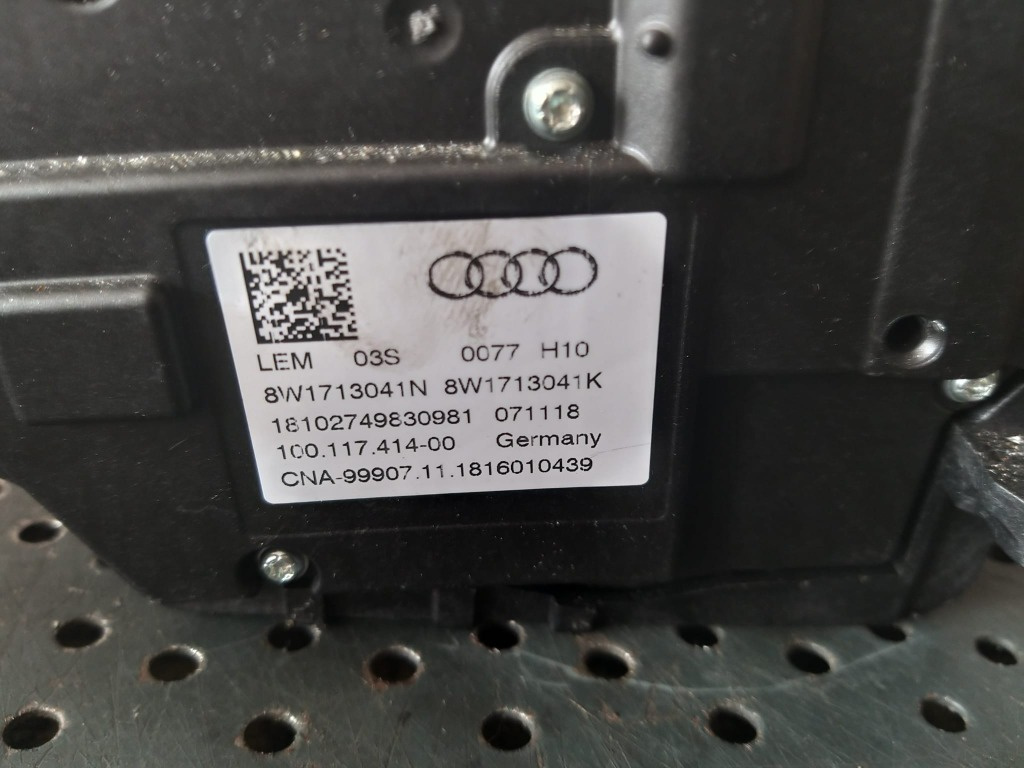 LEM 03S 0077 H10
8W1713041N 8W1713041K
18102749830981 071118
100.117.414-00 Germany
CNA-99907.11.1816010439